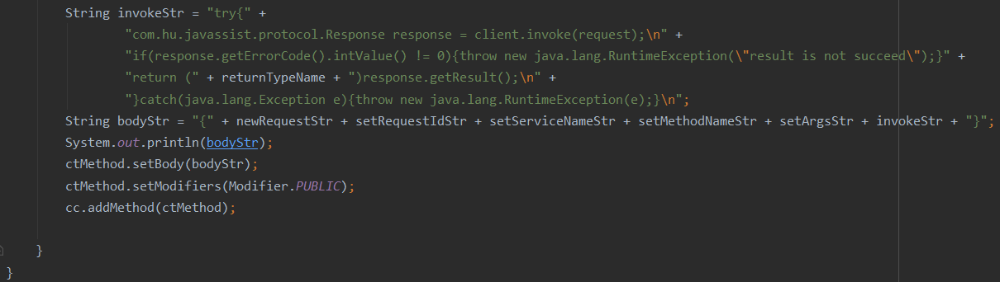 String invokeStr = "try{" +
"com.hu.javassist.protocol.Response response = client.invoke(request);\n" +
"if(response.getErrorCode().intValue() != 0){throw new java.lang.RuntimeException(\"result is not succeed\");}" +
"return (" + returnTypeName + ")response.getResult();\n" +
"}catch(java.lang.Exception e){throw new java.lang.RuntimeException(e);}\n";
String bodyStr = "{" + newRequestStr + setRequestIdStr + setServiceNameStr + setMethodNameStr + setArgsStr + invokeStr + "}";
System.out.println(bodyStr);
ctMethod.setBody(bodyStr);
ctMethod.setModifiers(Modifier.PUBLIC);
cc.addMethod(ctMethod);
}
}